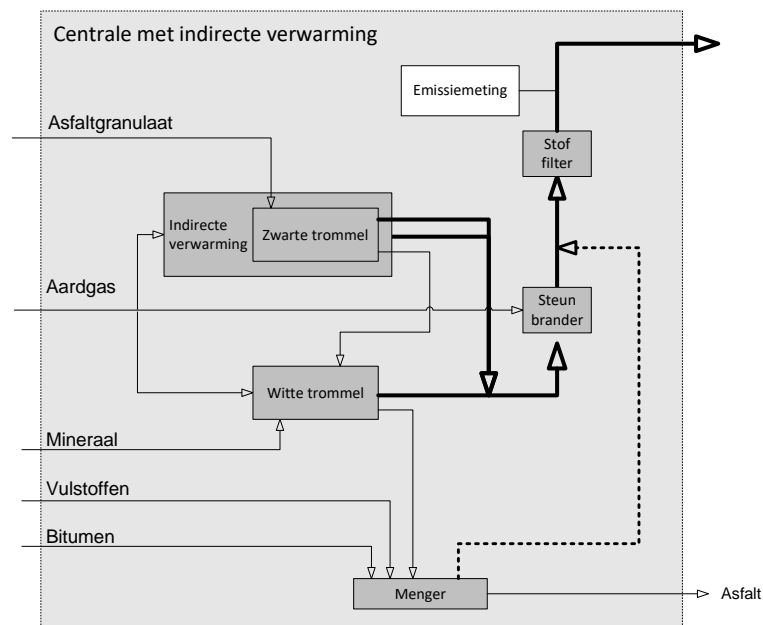 Centrale met indirecte verwarming
Emissiemeting
Asfaltgranulaat
Stof
filter
Indirecte
verwarming
Zwarte trommel
Aardgas
Steun
brander
Witte trommel
Mineraal
Vulstoffen
Bitumen
Menger
Asfalt